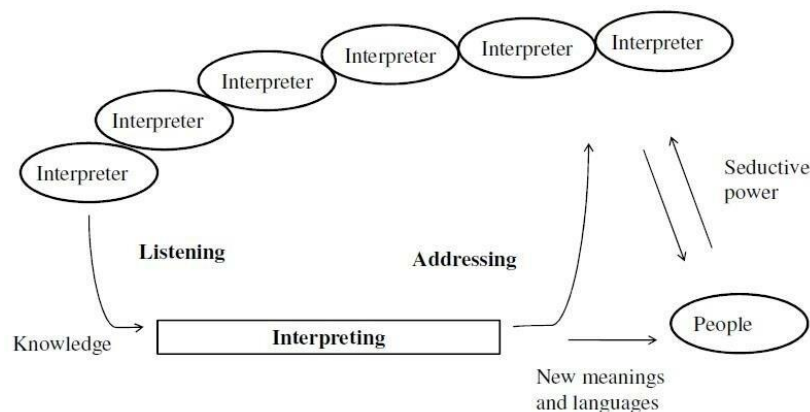 Interpreter
Interpreter
Interpreter
Interpreter
Interpreter
Interpreter
Listening
Addressing
Seductive
power
Knowledge
Interpreting
New meanings
and languages
People